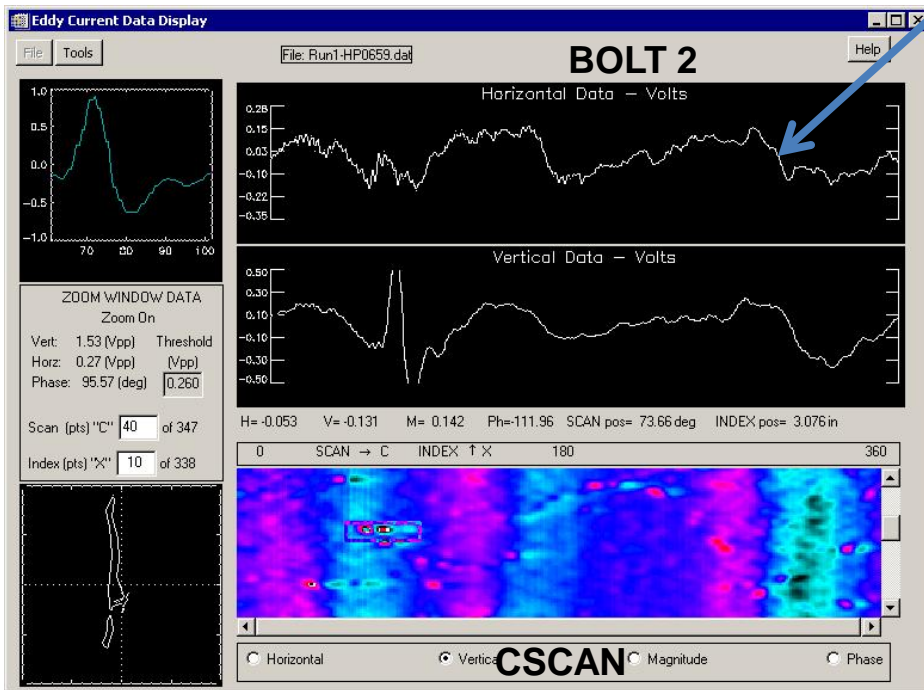 Eddy Current Data Display
File Tools File: Run1-HP0659.dat BOLT 2 Help
1.0
0.5
0.0
-0.5
-1.0
70 80 90 100
Horizontal Data - Volts
0.28
0.15
0.03
-0.10
-0.22
-0.35
Vertical Data - Volts
0.50
0.30
0.10
-0.10
-0.30
-0.50
ZOOM WINDOW DATA
Zoom On
Vert: 1.53 (Vpp) Threshold
Horz: 0.27 (Vpp) (Vpp)
Phase: 95.57 (deg) 0.260
Scan (pts) "C" 40 of 347
Index (pts) "X" 10 of 338
H= -0.053 V= -0.131 M= 0.142 Ph=-111.96 SCAN pos= 73.66 deg INDEX pos= 3.076 in
0 SCAN → C INDEX ↑ X 180 360
Horizontal Vertica CSCAN Magnitude Phase